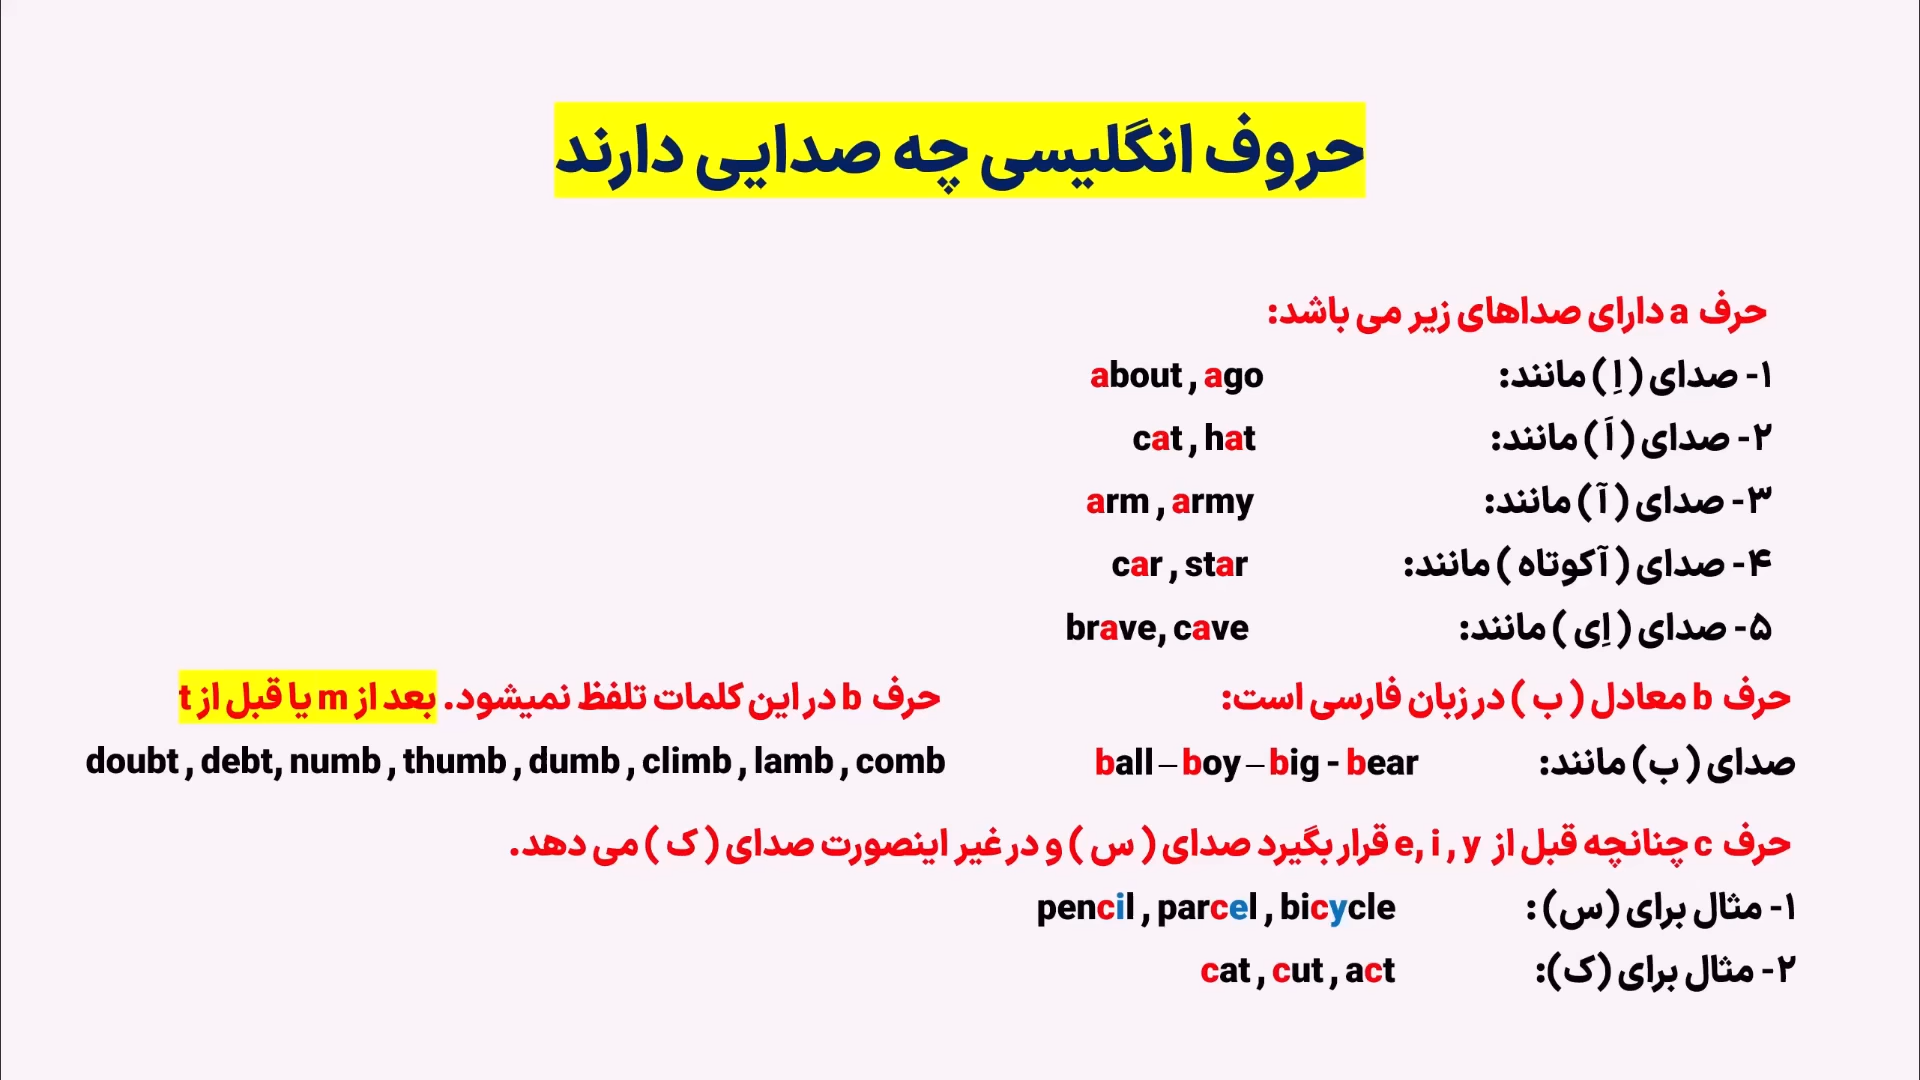 حروف انگلیسی چه صدایی دارند
حرف a دارای صداهای زیر می باشد:
۱- صدای ( اِ ) مانند: about , ago
۲- صدای ( اَ ) مانند: cat , hat
۳- صدای ( آ ) مانند: arm , army
۴- صدای ( آ کوتاه ) مانند: car , star
۵- صدای ( اِی ) مانند: brave, cave
حرف b معادل ( ب ) در زبان فارسی است:
صدای ( ب ) مانند: ball – boy – big - bear
حرف b در این کلمات تلفظ نمیشود. بعد از m یا قبل از t
doubt , debt, numb , thumb , dumb , climb , lamb , comb
حرف c چنانچه قبل از e, i , y قرار بگیرد صدای ( س ) و در غیر اینصورت صدای ( ک ) می دهد.
۱- مثال برای (س) : pencil , parcel , bicycle
۲- مثال برای (ک): cat , cut , act